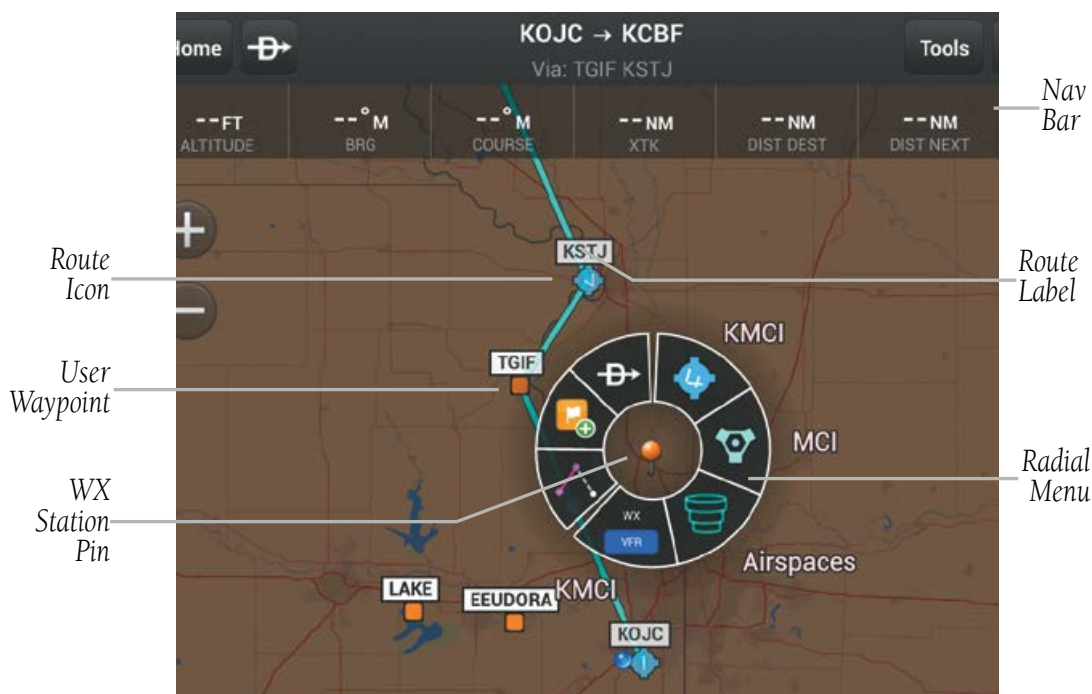 Home
KOJC → KCBF
Via: TGIF KSTJ
Tools
Nav
Bar
--FT
ALTITUDE
--°M
BRG
--°M
COURSE
--NM
XTK
--NM
DIST DEST
--NM
DIST NEXT
Route
Icon
KSTJ
Route
Label
User
Waypoint
TGIF
KMCI
MCI
Radial
Menu
WX
Station
Pin
WX
VFR
Airspaces
KMCI
LAKE
EEUDORA
KOJC